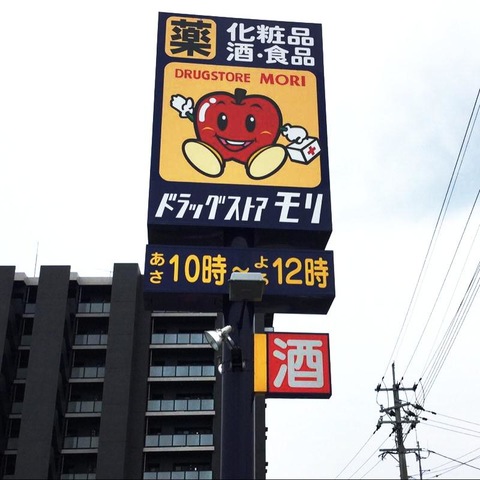 薬
化粧品
酒・食品
DRUGSTORE MORI
ドラッグストア モリ
あさ10時～よる12時
酒